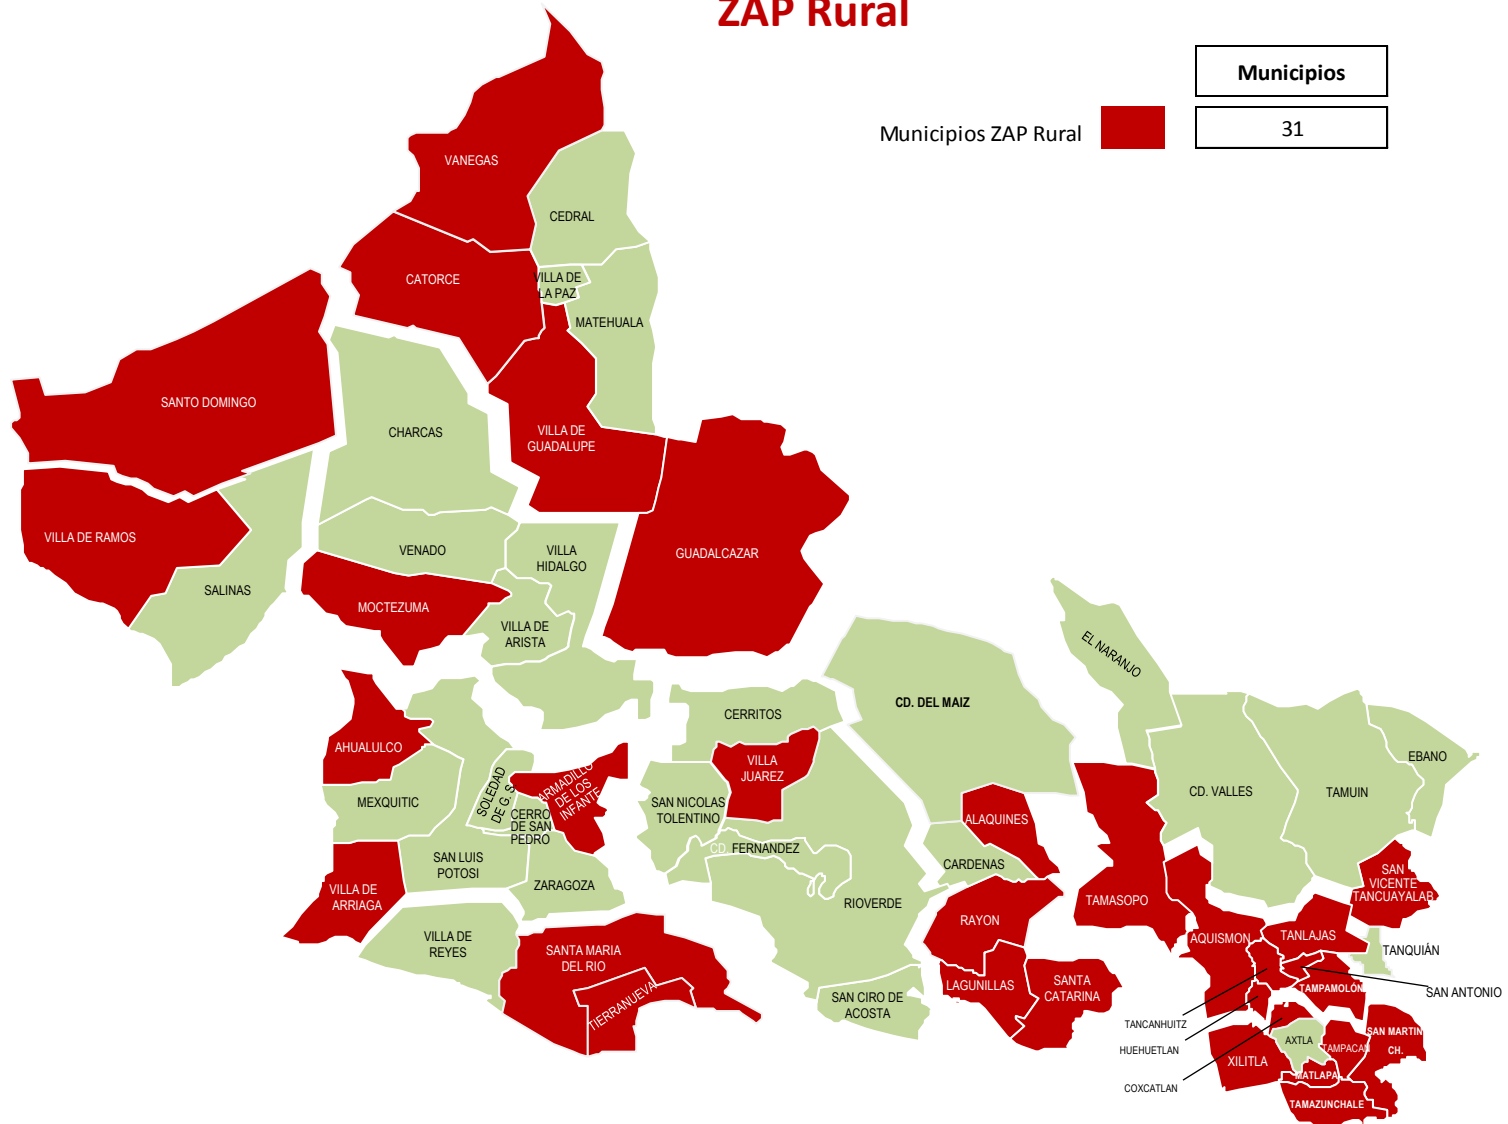 ZAP Rural
Municipios
Municipios ZAP Rural
31
VANEGAS
CEDRAL
CATORCE
VILLA DE
LA PAZ
MATEHUALA
SANTO DOMINGO
CHARCAS
VILLA DE
GUADALUPE
VILLA DE RAMOS
SALINAS
VENADO
VILLA
HIDALGO
GUADALCAZAR
MOCTEZUMA
VILLA DE
ARISTA
EL NARANJO
CD. DEL MAIZ
CERRITOS
AHUALULCO
VILLA
JUAREZ
EBANO
MEXQUITIC
SOLEDAD
DE G. S.
ARMADILLO
DE LOS
INFANTE
CERRO
DE SAN
PEDRO
SAN NICOLAS
TOLENTINO
CD. VALLES
TAMUIN
ALAQUINES
CD. FERNANDEZ
SAN LUIS
POTOSI
CARDENAS
ZARAGOZA
VILLA DE
ARRIAGA
RIOVERDE
TAMASOPO
SAN
VICENTE
TANCUAYALAB
RAYON
VILLA DE
REYES
SANTA MARIA
DEL RIO
AQUISMON
TANLAJAS
TANQUIÁN
TIERRANUEVA
SAN CIRO DE
ACOSTA
LAGUNILLAS
SANTA
CATARINA
TAMPAMOLÓN
SAN ANTONIO
TANCANHUITZ
HUEHUETLAN
COXCATLAN
AXTLA
TAMPACAN
SAN MARTIN
CH.
XILITLA
MATLAPA
TAMAZUNCHALE